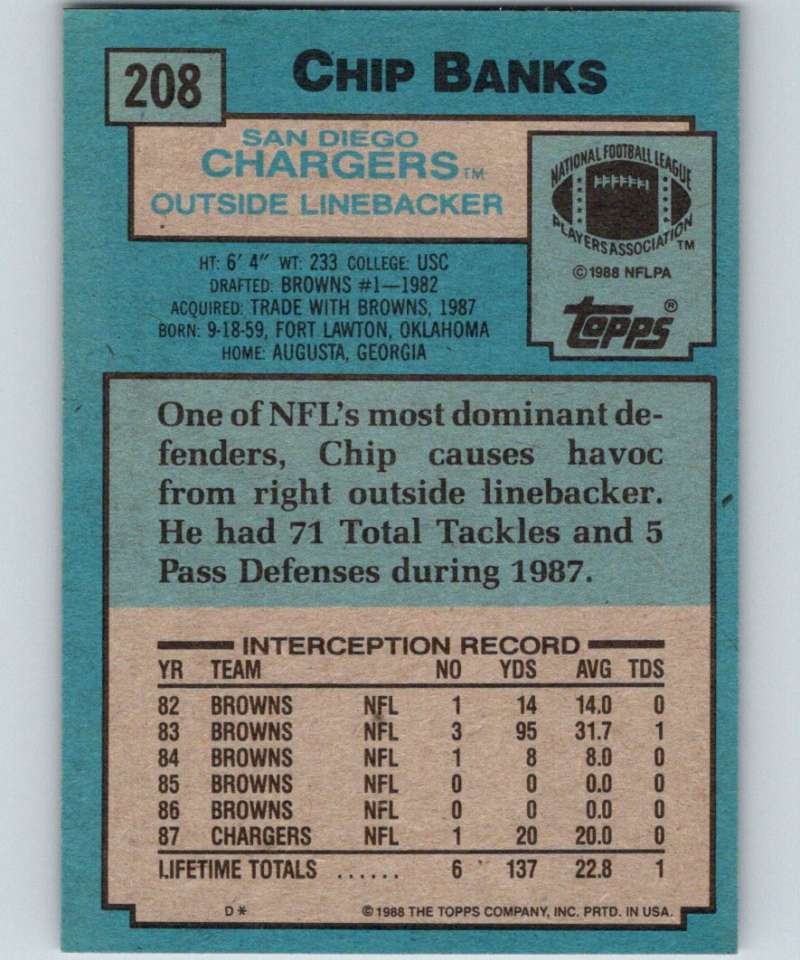 208
CHIP BANKS
SAN DIEGO
CHARGERS™
OUTSIDE LINEBACKER
NATIONAL FOOTBALL LEAGUE
PLAYERS ASSOCIATION™
©1988 NFLPA
topps®
HT: 6' 4" WT: 233 COLLEGE: USC
DRAFTED: BROWNS #1—1982
ACQUIRED: TRADE WITH BROWNS, 1987
BORN: 9-18-59, FORT LAWTON, OKLAHOMA
HOME: AUGUSTA, GEORGIA
One of NFL's most dominant de-
fenders, Chip causes havoc
from right outside linebacker.
He had 71 Total Tackles and 5
Pass Defenses during 1987.
INTERCEPTION RECORD
YR TEAM NO YDS AVG TDS
82 BROWNS NFL 1 14 14.0 0
83 BROWNS NFL 3 95 31.7 1
84 BROWNS NFL 1 8 8.0 0
85 BROWNS NFL 0 0 0.0 0
86 BROWNS NFL 0 0 0.0 0
87 CHARGERS NFL 1 20 20.0 0
LIFETIME TOTALS ...... 6 137 22.8 1
D* ©1988 THE TOPPS COMPANY, INC. PRTD. IN USA.